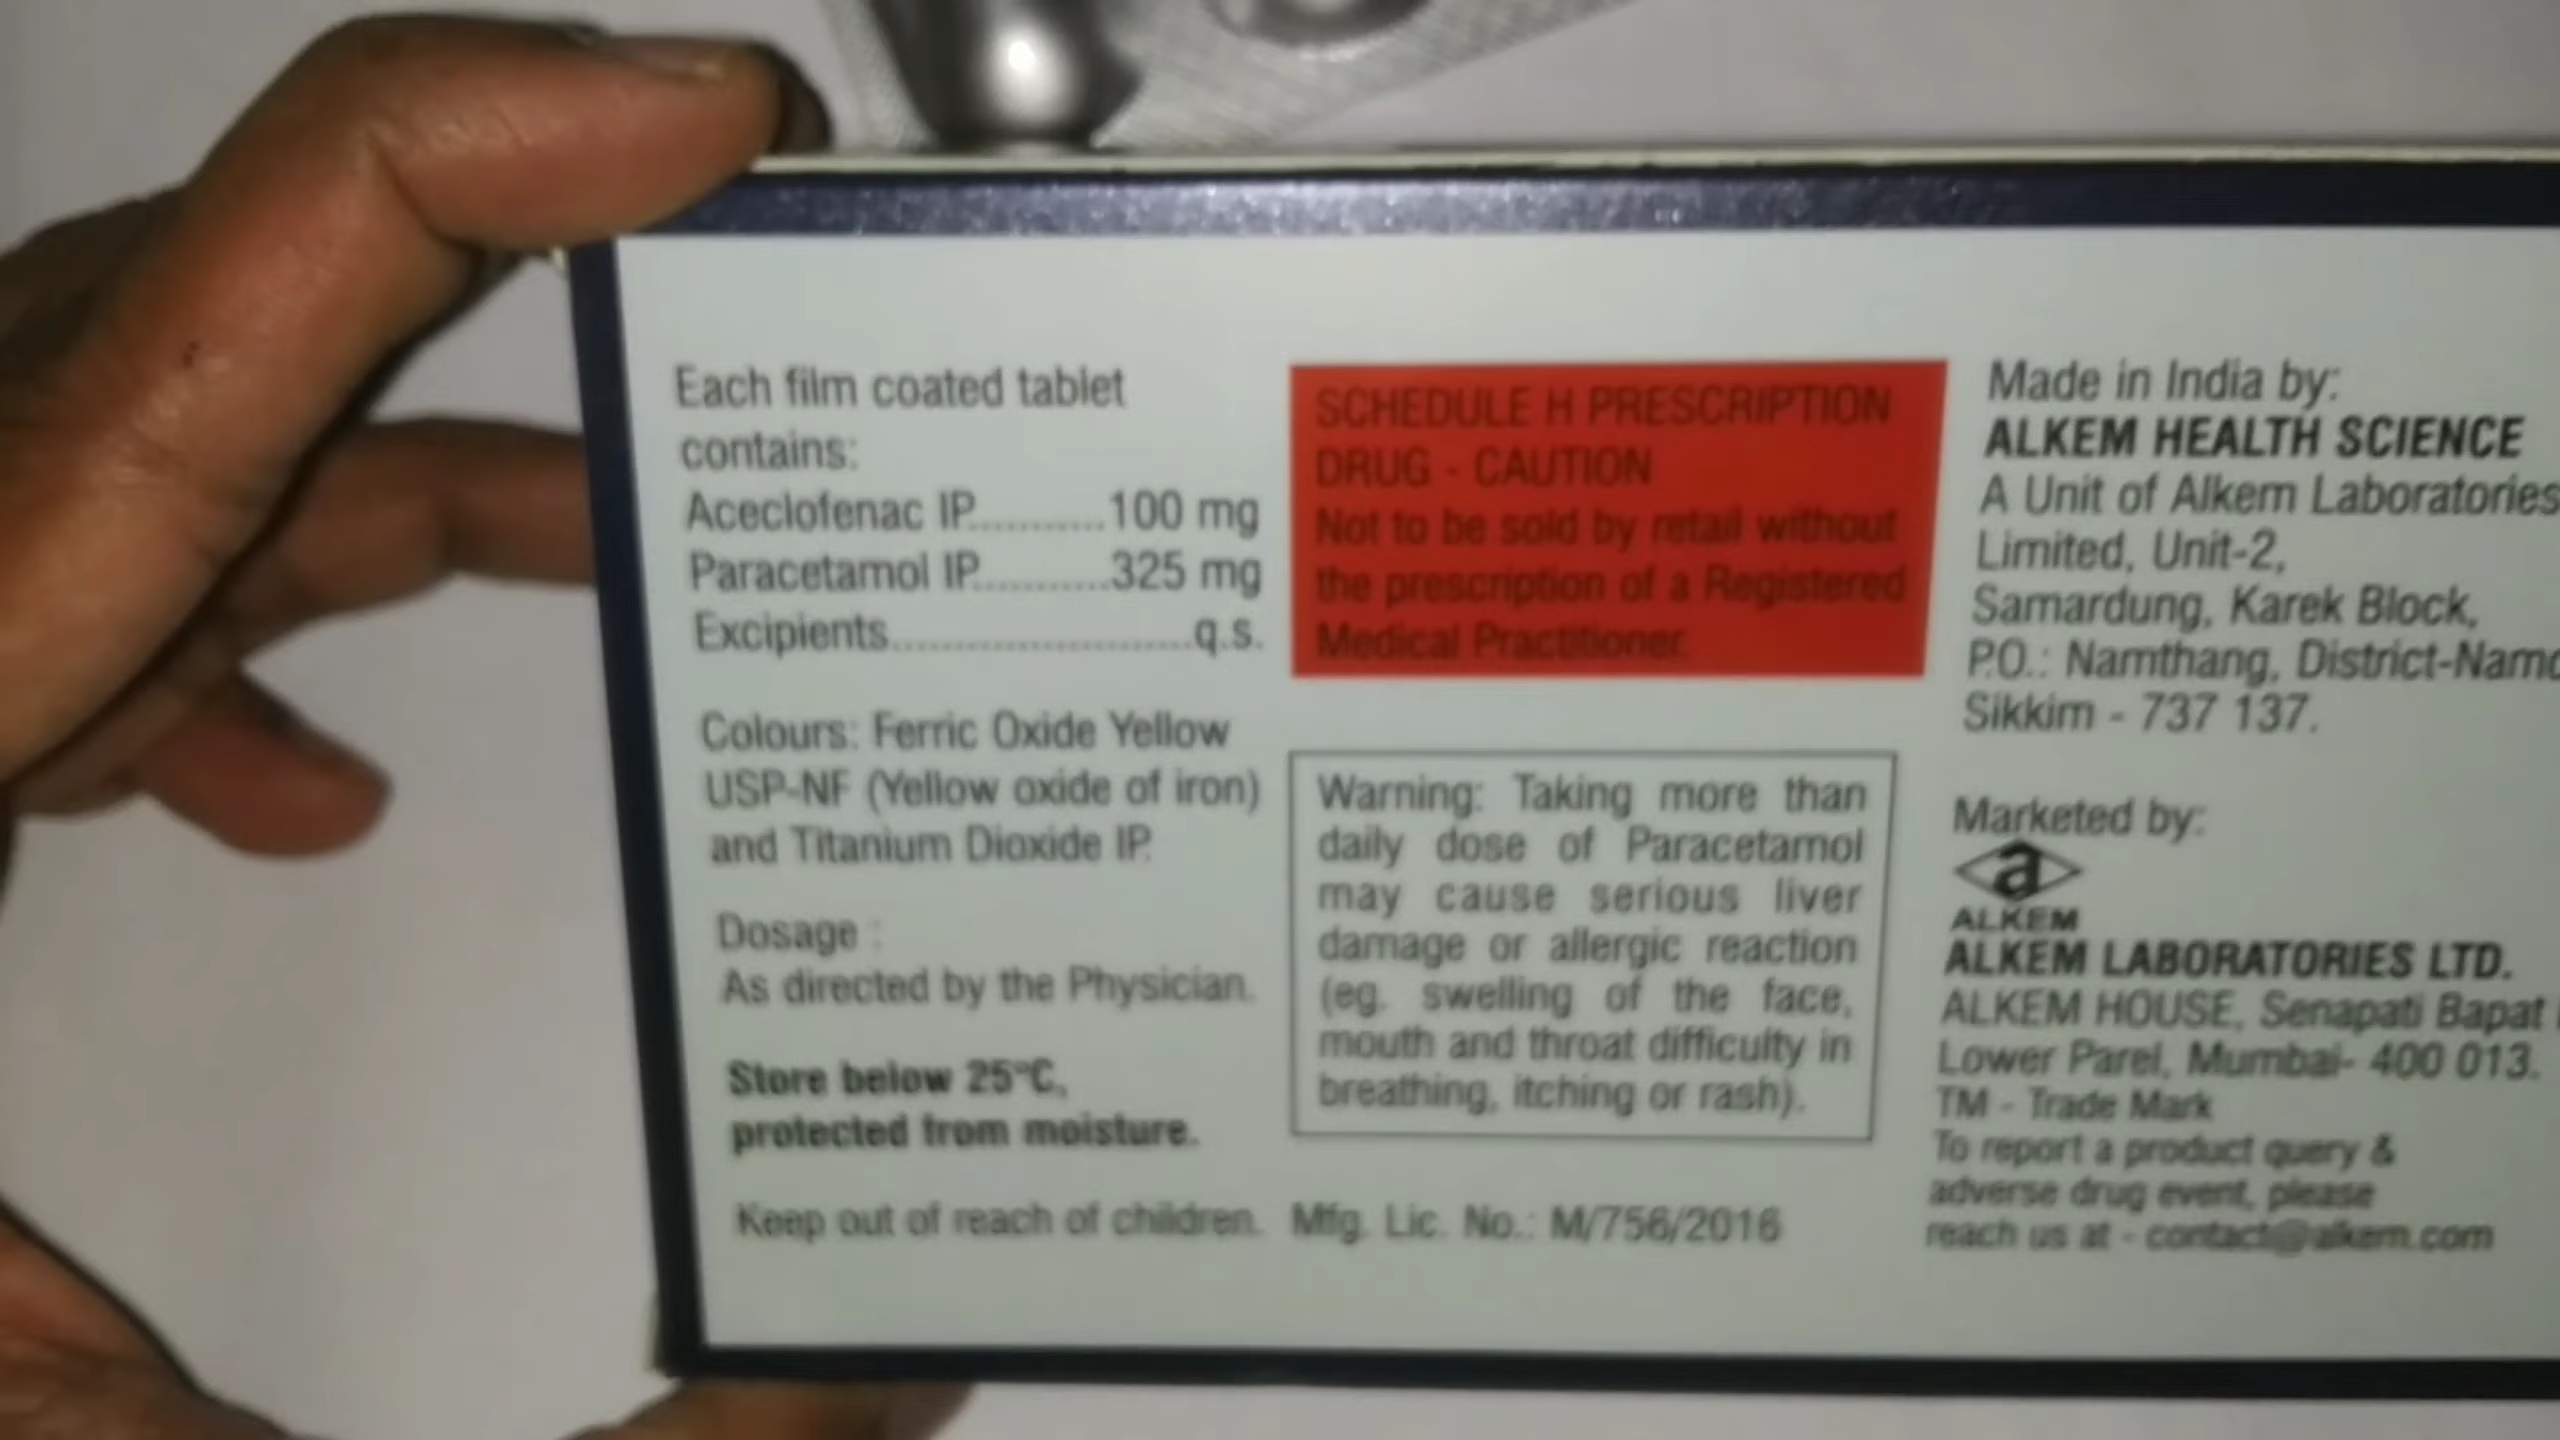 Each film coated tablet
contains:
Aceclofenac IP...........100 mg
Paracetamol IP...........325 mg
Excipients.........................q.s.
Colours: Ferric Oxide Yellow
USP-NF (Yellow oxide of iron)
and Titanium Dioxide IP.
Dosage :
As directed by the Physician.
Store below 25°C,
protected from moisture.
Keep out of reach of children.
SCHEDULE H PRESCRIPTION
DRUG - CAUTION
Not to be sold by retail without
the prescription of a Registered
Medical Practitioner.
Warning: Taking more than
daily dose of Paracetamol
may cause serious liver
damage or allergic reaction
(eg. swelling of the face,
mouth and throat difficulty in
breathing, itching or rash).
Mfg. Lic. No.: M/756/2016
Made in India by:
ALKEM HEALTH SCIENCE
A Unit of Alkem Laboratories
Limited, Unit-2,
Samardung, Karek Block,
P.O.: Namthang, District-
Sikkim - 737 137.
Marketed by:
a
ALKEM
ALKEM LABORATORIES LTD.
ALKEM HOUSE, Senapati Bapat
Lower Parel, Mumbai- 400 013.
TM - Trade Mark
To report a product query &
adverse drug event, please
reach us at - contact@alkem.com